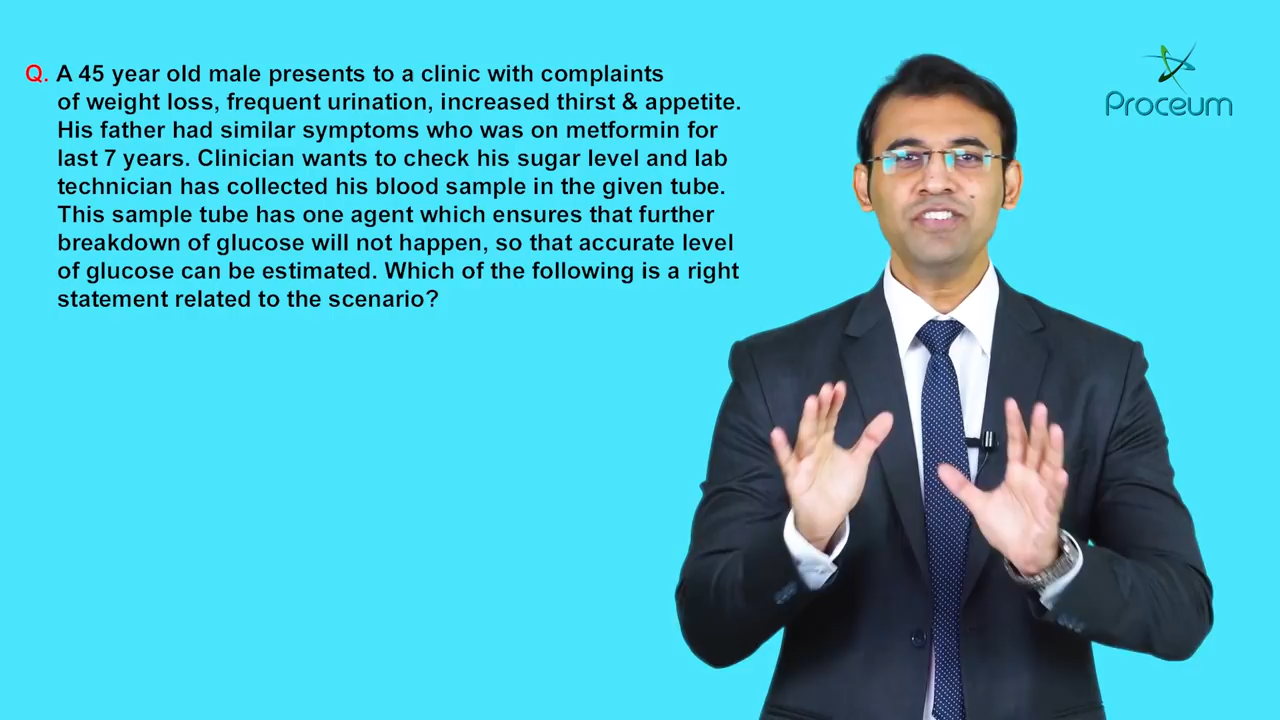 Q. A 45 year old male presents to a clinic with complaints
of weight loss, frequent urination, increased thirst & appetite.
His father had similar symptoms who was on metformin for
last 7 years. Clinician wants to check his sugar level and lab
technician has collected his blood sample in the given tube.
This sample tube has one agent which ensures that further
breakdown of glucose will not happen, so that accurate level
of glucose can be estimated. Which of the following is a right
statement related to the scenario?
Proceum